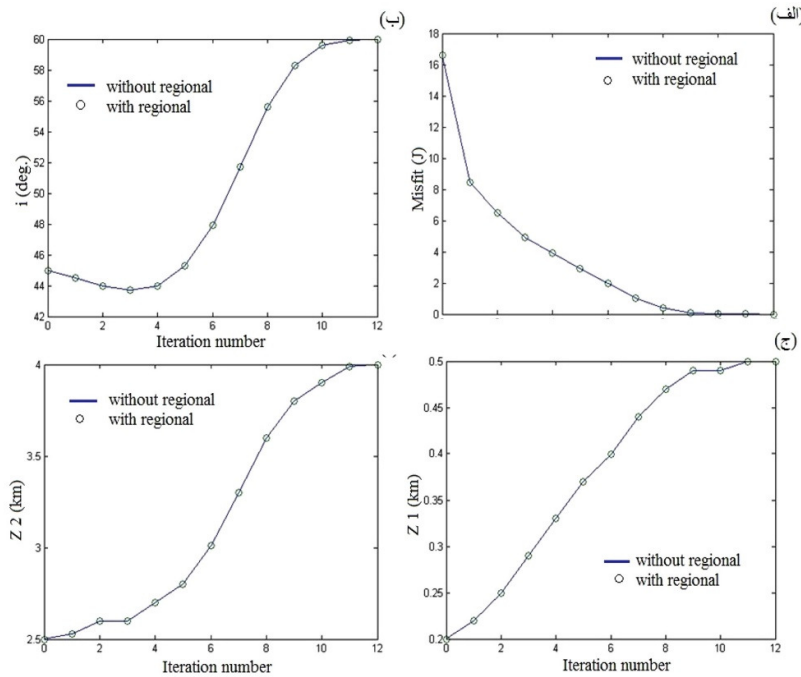 (ب)
60
58
56
54
52
50
48
46
44
42
i (deg.)
without regional
with regional
0 2 4 6 8 10 12
Iteration number
(الف)
18
16
14
12
10
8
6
4
2
0
Misfit (J)
without regional
with regional
4
3.5
3
2.5
Z 2 (km)
without regional
with regional
0 2 4 6 8 10 12
Iteration number
(ج)
0.5
0.45
0.4
0.35
0.3
0.25
0.2
Z 1 (km)
without regional
with regional
0 2 4 6 8 10 12
Iteration number